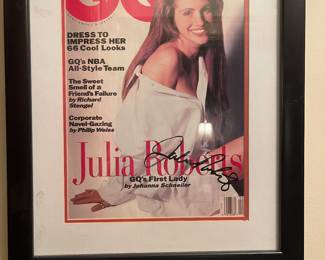 GQ
DRESS TO
IMPRESS HER
66 Cool Looks
GQ's NBA
All-Style Team
The Sweet
Smell of a
Friend's Failure
by Richard
Stengel
Corporate
Navel-Gazing
by Philip Weiss
Julia Roberts
GQ's First Lady
by Johanna Schneller